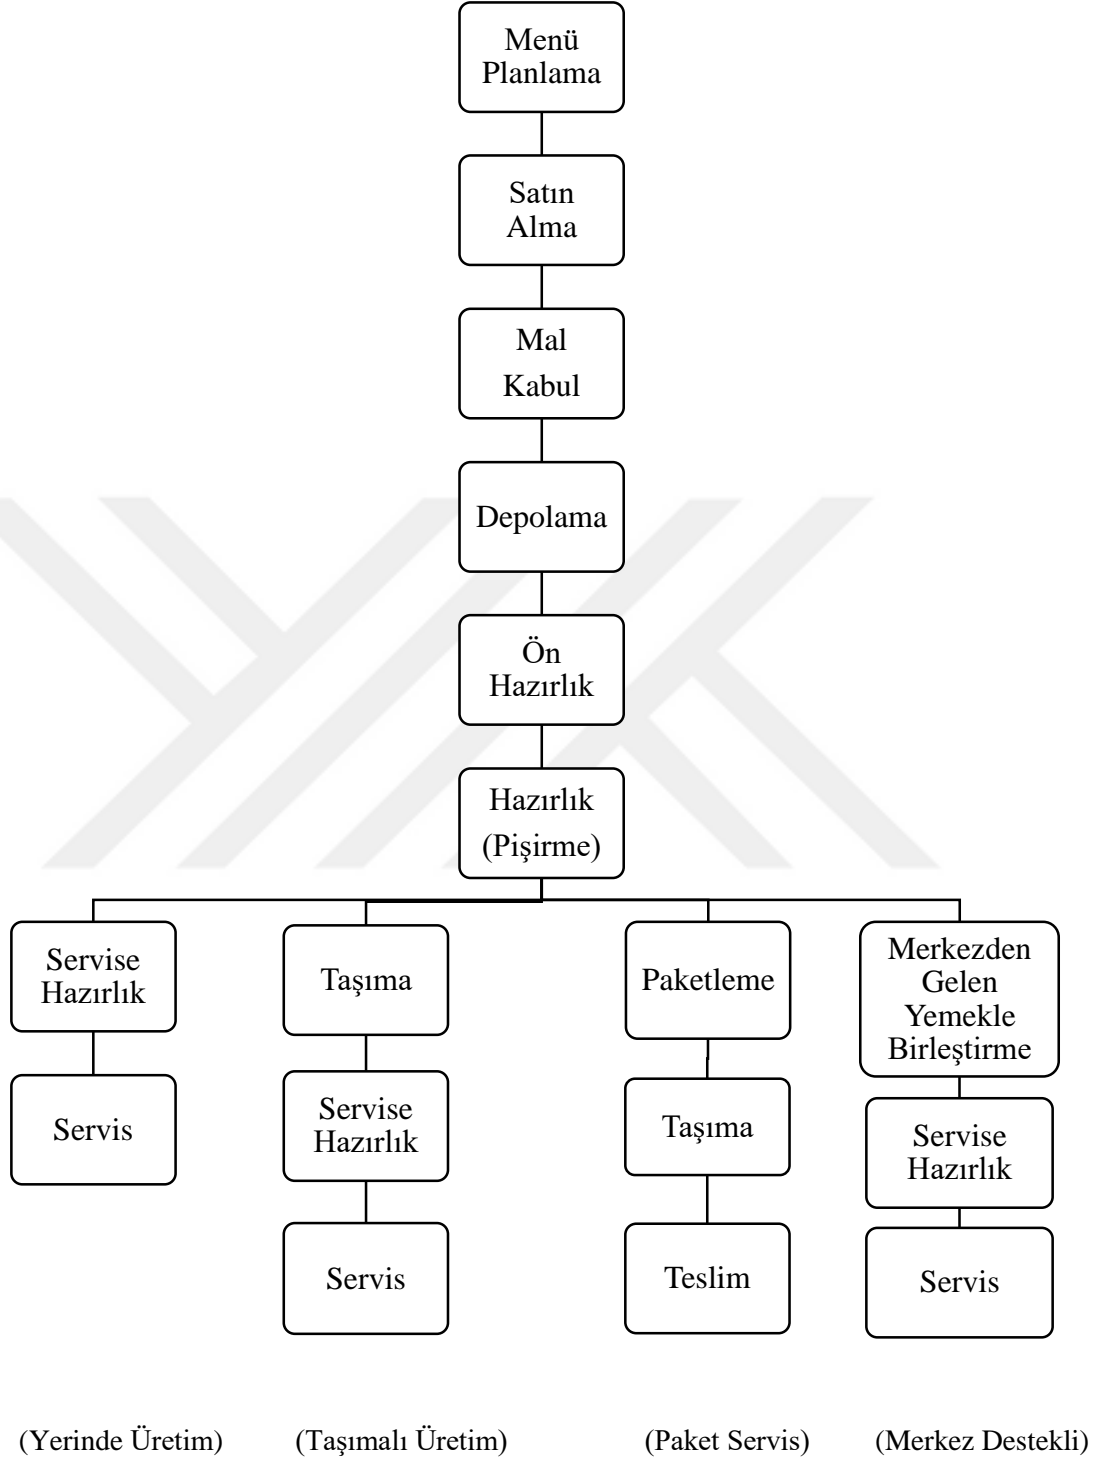 Menü
Planlama
Satın
Alma
Mal
Kabul
Depolama
Ön
Hazırlık
Hazırlık
(Pişirme)
Servise
Hazırlık
Servis
Taşıma
Servise
Hazırlık
Servis
Paketleme
Taşıma
Teslim
Merkezden
Gelen
Yemekle
Birleştirme
Servise
Hazırlık
Servis
(Yerinde Üretim)
(Taşımalı Üretim)
(Paket Servis)
(Merkez Destekli)